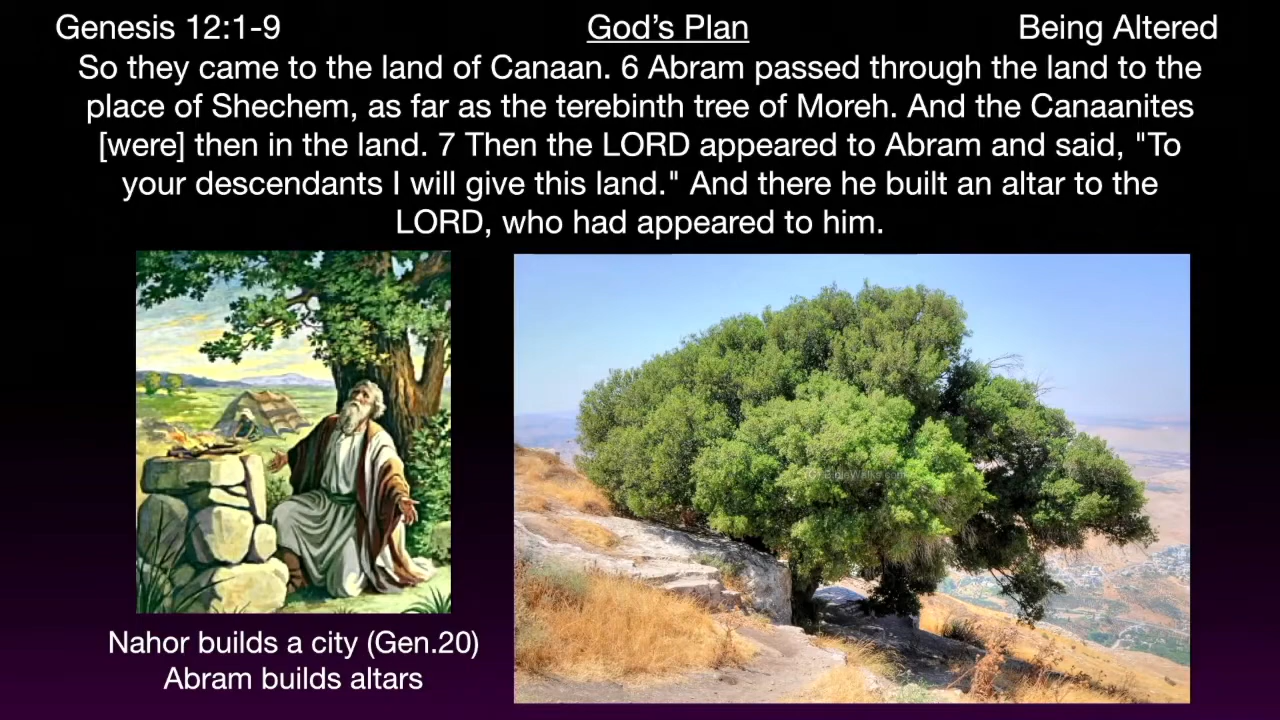 Genesis 12:1-9
God’s Plan
Being Altered
So they came to the land of Canaan. 6 Abram passed through the land to the
place of Shechem, as far as the terebinth tree of Moreh. And the Canaanites
[were] then in the land. 7 Then the LORD appeared to Abram and said, "To
your descendants I will give this land." And there he built an altar to the
LORD, who had appeared to him.
Nahor builds a city (Gen.20)
Abram builds altars